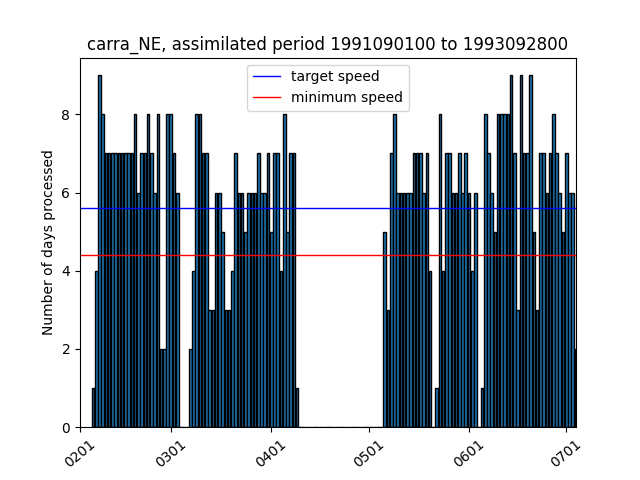 carra_NE, assimilated period 1991090100 to 1993092800
target speed
minimum speed
Number of days processed
8
6
4
2
0
0201
0301
0401
0501
0601
0701